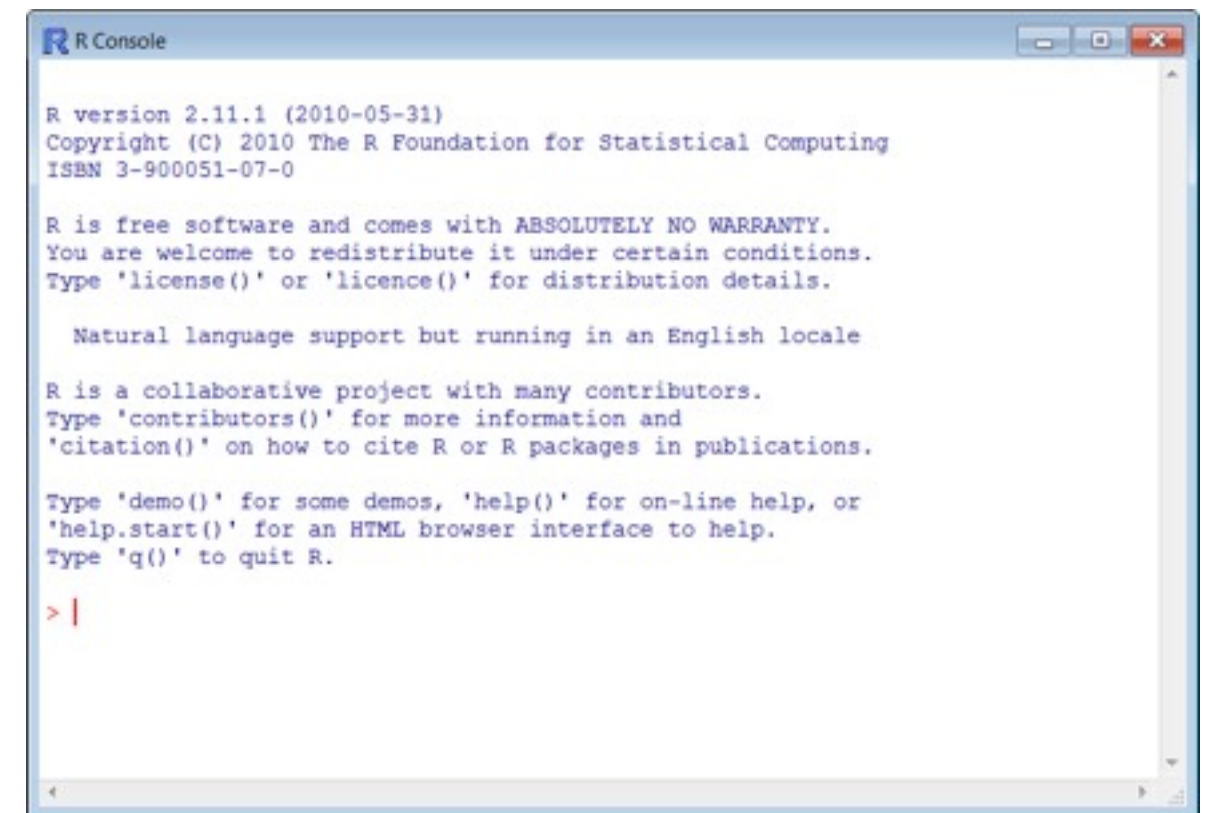 R Console
R version 2.11.1 (2010-05-31)
Copyright (C) 2010 The R Foundation for Statistical Computing
ISBN 3-900051-07-0
R is free software and comes with ABSOLUTELY NO WARRANTY.
You are welcome to redistribute it under certain conditions.
Type 'license()' or 'licence()' for distribution details.
Natural language support but running in an English locale
R is a collaborative project with many contributors.
Type 'contributors()' for more information and
'citation()' on how to cite R or R packages in publications.
Type 'demo()' for some demos, 'help()' for on-line help, or
'help.start()' for an HTML browser interface to help.
Type 'q()' to quit R.
>